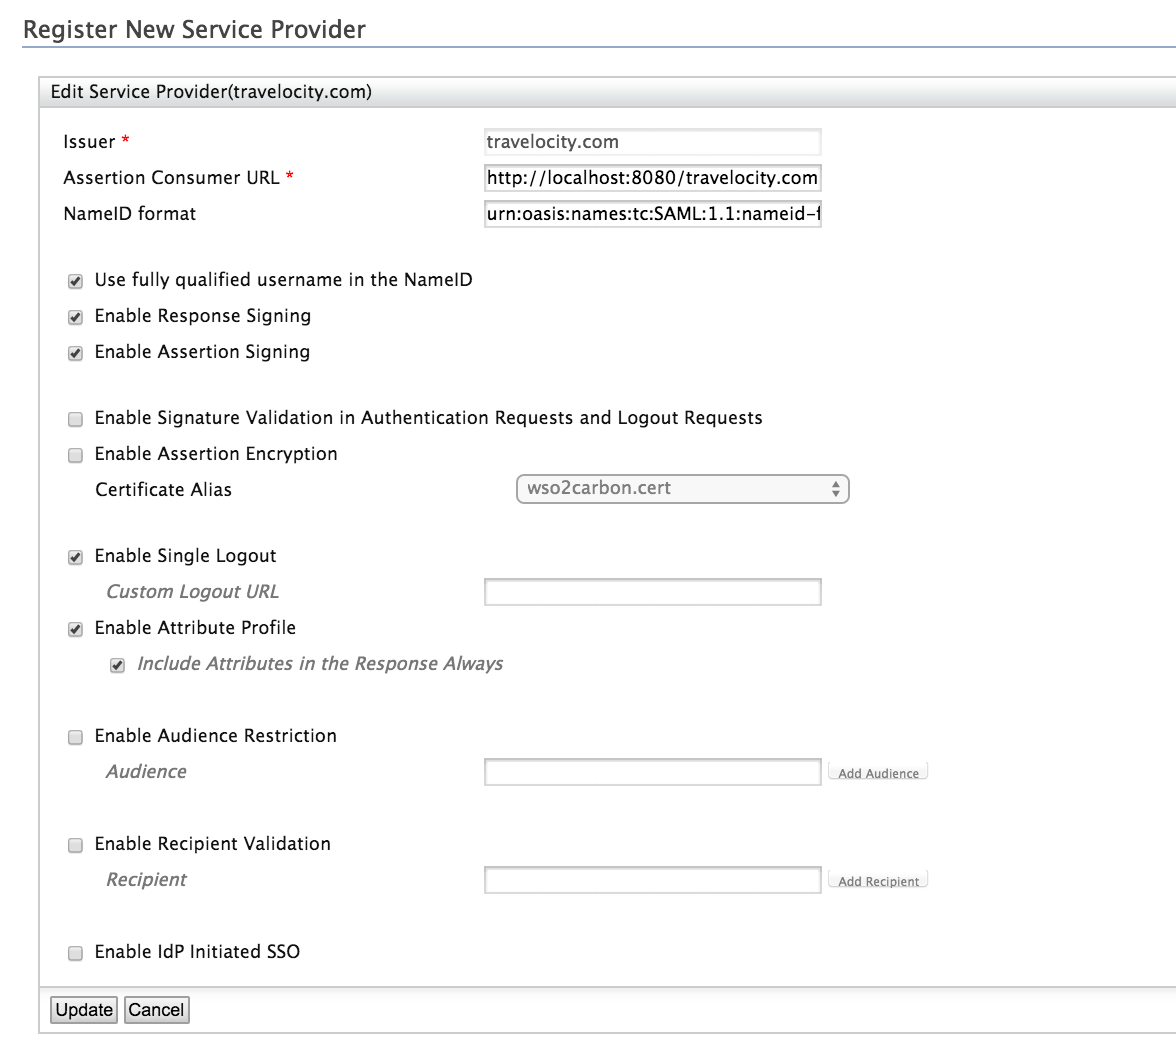 Register New Service Provider
Edit Service Provider(travelocity.com)
Issuer * travelocity.com
Assertion Consumer URL * http://localhost:8080/travelocity.com
NameID format urn:oasis:names:tc:SAML:1.1:nameid-f
Use fully qualified username in the NameID
Enable Response Signing
Enable Assertion Signing
Enable Signature Validation in Authentication Requests and Logout Requests
Enable Assertion Encryption
Certificate Alias wso2carbon.cert
Enable Single Logout
Custom Logout URL
Enable Attribute Profile
Include Attributes in the Response Always
Enable Audience Restriction
Audience Add Audience
Enable Recipient Validation
Recipient Add Recipient
Enable IdP Initiated SSO
Update Cancel